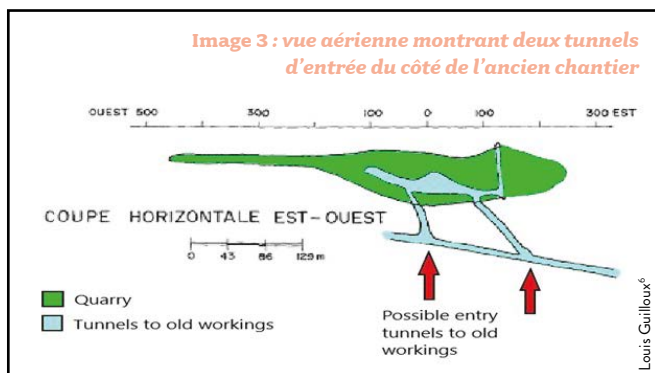 Image 3 : vue aérienne montrant deux tunnels
d'entrée du côté de l'ancien chantier
OUEST 500 300 100 0 100 300 EST
COUPE HORIZONTALE EST-OUEST
0 43 86 129 m
Quarry
Tunnels to old workings
Possible entry
tunnels to old
workings
Louis Guilloux⁶